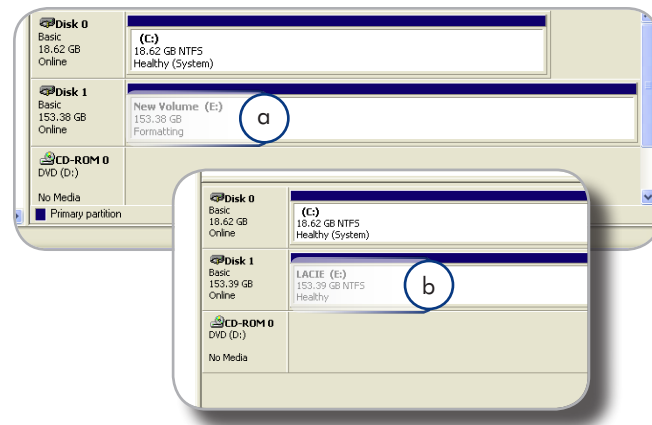 Disk 0
Basic
18.62 GB
Online
(C:)
18.62 GB NTFS
Healthy (System)
Disk 1
Basic
153.38 GB
Online
New Volume (E:)
153.38 GB
Formatting
a
CD-ROM 0
DVD (D:)
No Media
Primary partition
Disk 0
Basic
18.62 GB
Online
(C:)
18.62 GB NTFS
Healthy (System)
Disk 1
Basic
153.39 GB
Online
LACIE (E:)
153.39 GB NTFS
Healthy
b
CD-ROM 0
DVD (D:)
No Media